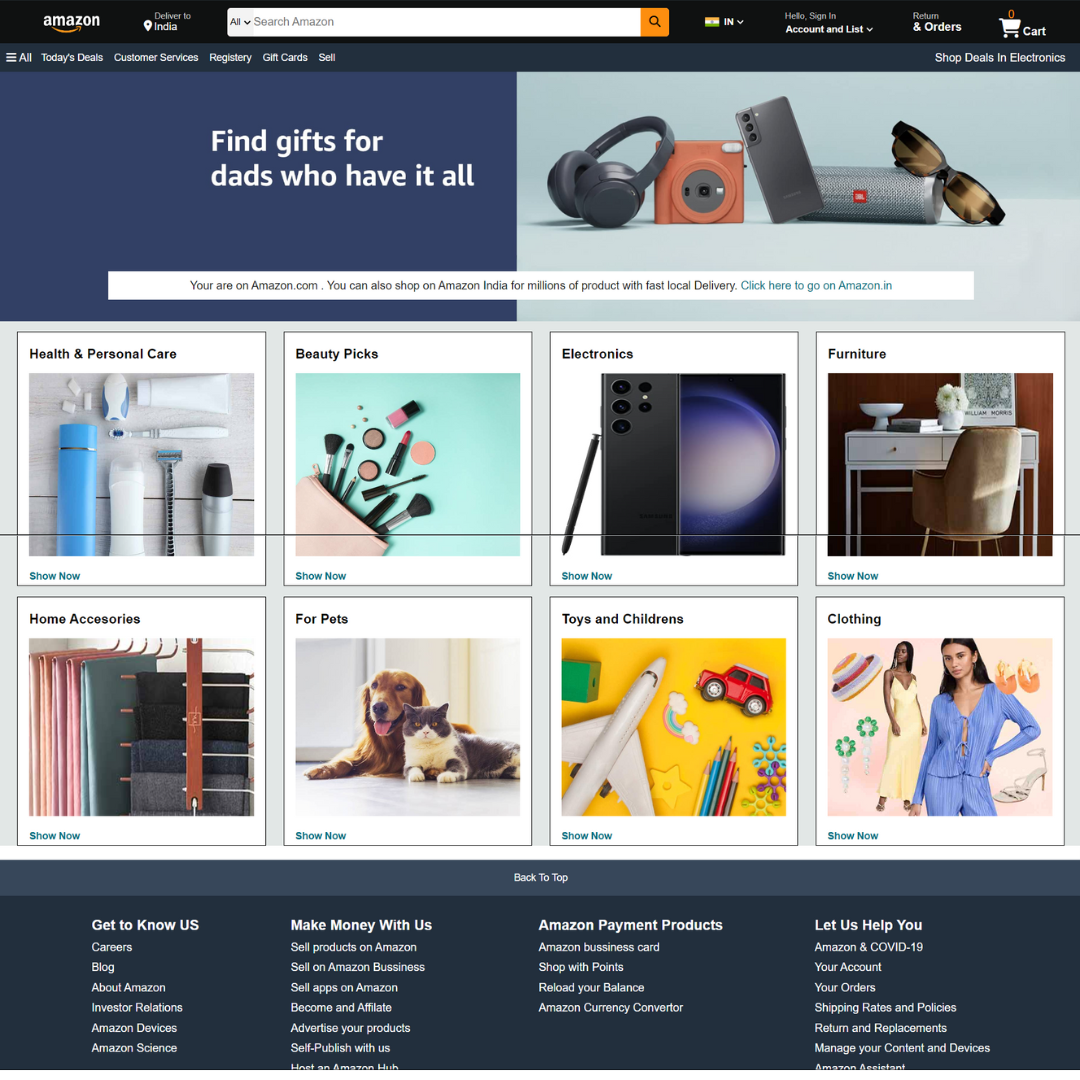 amazon
Deliver to
India
All
Search Amazon
IN
Hello, Sign In
Account and List
Return
& Orders
0
Cart
All Today's Deals Customer Services Registery Gift Cards Sell
Shop Deals In Electronics
Find gifts for
dads who have it all
JBL
Your are on Amazon.com . You can also shop on Amazon India for millions of product with fast local Delivery. Click here to go on Amazon.in
Health & Personal Care
Beauty Picks
Electronics
Furniture
SAMSUNG
WILLIAM · MORRIS
Show Now
Show Now
Show Now
Show Now
Home Accesories
For Pets
Toys and Childrens
Clothing
Show Now
Show Now
Show Now
Show Now
Back To Top
Get to Know US
Careers
Blog
About Amazon
Investor Relations
Amazon Devices
Amazon Science
Make Money With Us
Sell products on Amazon
Sell on Amazon Bussiness
Sell apps on Amazon
Become and Affilate
Advertise your products
Self-Publish with us
Host an Amazon Hub
Amazon Payment Products
Amazon bussiness card
Shop with Points
Reload your Balance
Amazon Currency Convertor
Let Us Help You
Amazon & COVID-19
Your Account
Your Orders
Shipping Rates and Policies
Return and Replacements
Manage your Content and Devices
Amazon Assistant